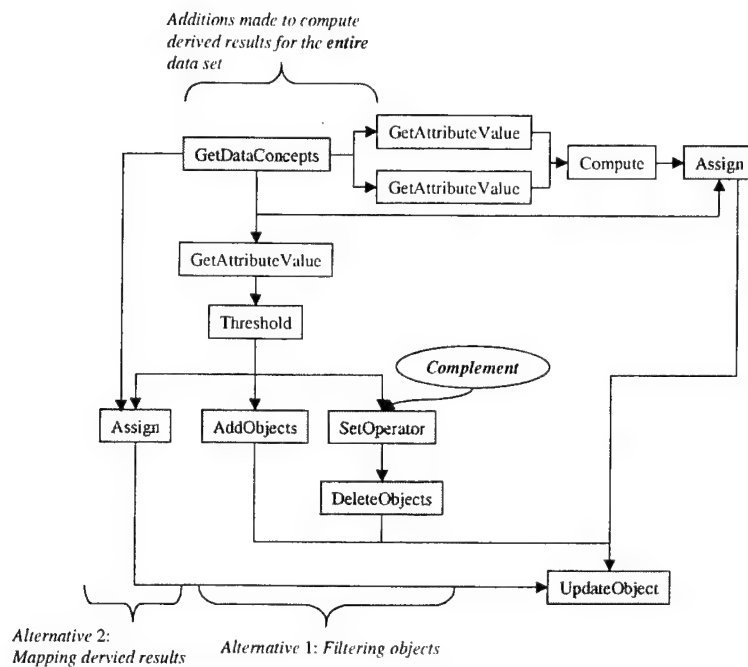 Additions made to compute
derived results for the entire
data set
GetAttributeValue
GetDataConcepts
Compute
Assign
GetAttributeValue
GetAttributeValue
Threshold
Complement
Assign
AddObjects
SetOperator
DeleteObjects
UpdateObject
Alternative 2:
Mapping dervied results
Alternative 1: Filtering objects